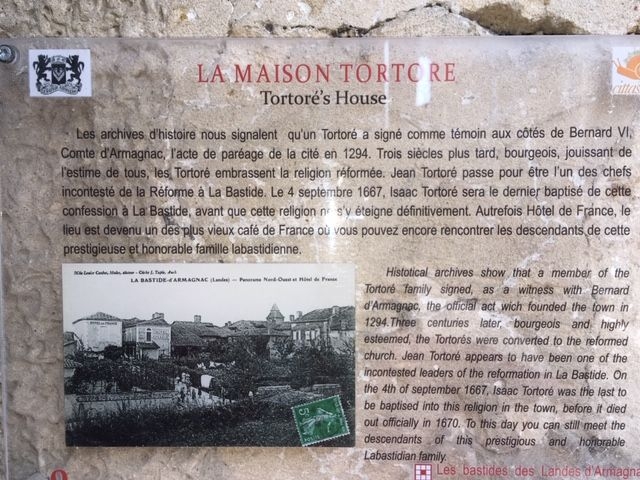 LA MAISON TORTORE
Tortoré's House
cittas
Les archives d'histoire nous signalent qu'un Tortoré a signé comme témoin aux côtés de Bernard VI,
Comte d'Armagnac, l'acte de paréage de la cité en 1294. Trois siècles plus tard, bourgeois, jouissant de
l'estime de tous, les Tortoré embrassent la religion réformée. Jean Tortoré passe pour être l'un des chefs
incontesté de la Réforme à La Bastide. Le 4 septembre 1667, Isaac Tortoré sera le dernier baptisé de cette
confession à La Bastide, avant que cette religion ne s'y éteigne définitivement. Autrefois Hôtel de France, le
lieu est devenu un des plus vieux café de France où vous pouvez encore rencontrer les descendants de cette
prestigieuse et honorable famille labastidienne.
LA BASTIDE-d'ARMAGNAC (Landes) - Panorama Nord-Ouest et Hôtel de France
Histotical archives show that a member of the
Tortoré family signed, as a witness with Bernard
d'Armagnac, the official act wich founded the town in
1294.Three centuries later, bourgeois and highly
esteemed, the Tortorés were converted to the reformed
church. Jean Tortoré appears to have been one of the
incontested leaders of the reformation in La Bastide. On
the 4th of september 1667, Isaac Tortoré was the last to
be baptised into this religion in the town, before it died
out officially in 1670. To this day you can still meet the
descendants of this prestigious and honorable
Labastidian family.
Les bastides des Landes d'Armagna